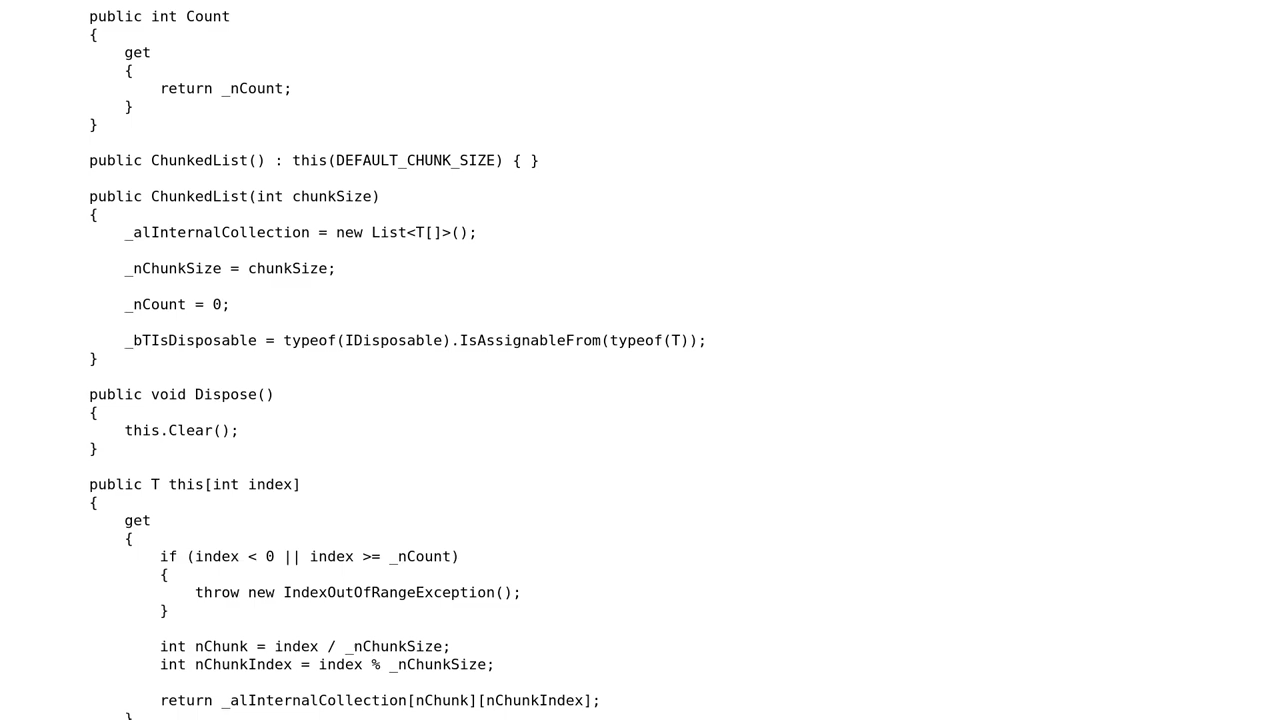 public int Count
{
    get
    {
        return _nCount;
    }
}

public ChunkedList() : this(DEFAULT_CHUNK_SIZE) { }

public ChunkedList(int chunkSize)
{
    _alInternalCollection = new List<T[]>();

    _nChunkSize = chunkSize;

    _nCount = 0;

    _bTIsDisposable = typeof(IDisposable).IsAssignableFrom(typeof(T));
}

public void Dispose()
{
    this.Clear();
}

public T this[int index]
{
    get
    {
        if (index < 0 || index >= _nCount)
        {
            throw new IndexOutOfRangeException();
        }

        int nChunk = index / _nChunkSize;
        int nChunkIndex = index % _nChunkSize;

        return _alInternalCollection[nChunk][nChunkIndex];
    }